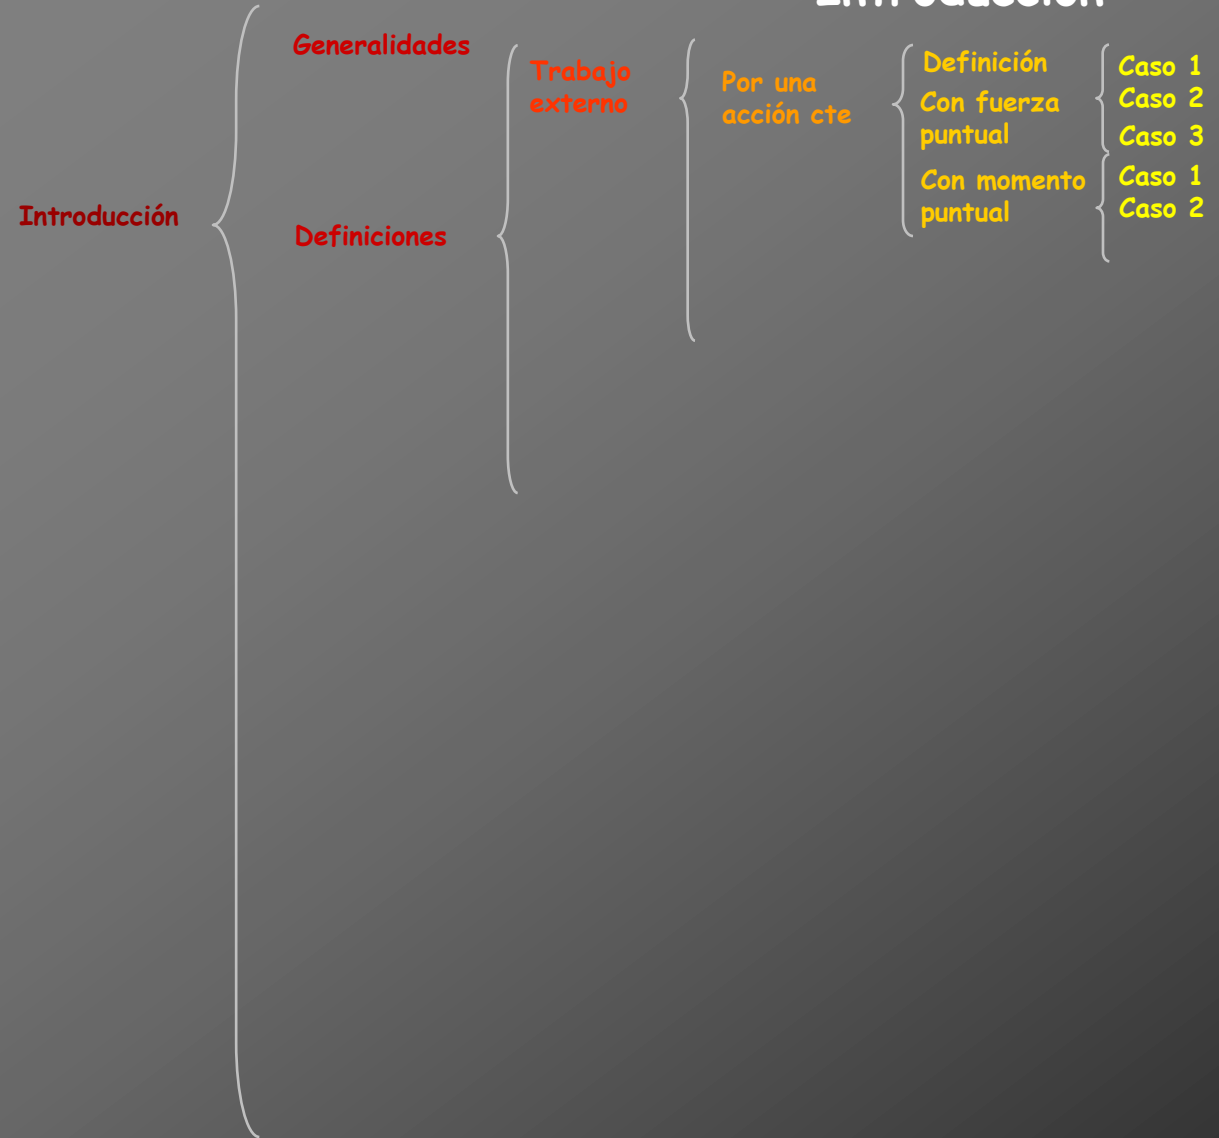 Introducción
Generalidades
Trabajo
externo
Por una
acción cte
Definición
Con fuerza
puntual
Caso 1
Caso 2
Caso 3
Con momento
puntual
Caso 1
Caso 2
Introducción
Definiciones